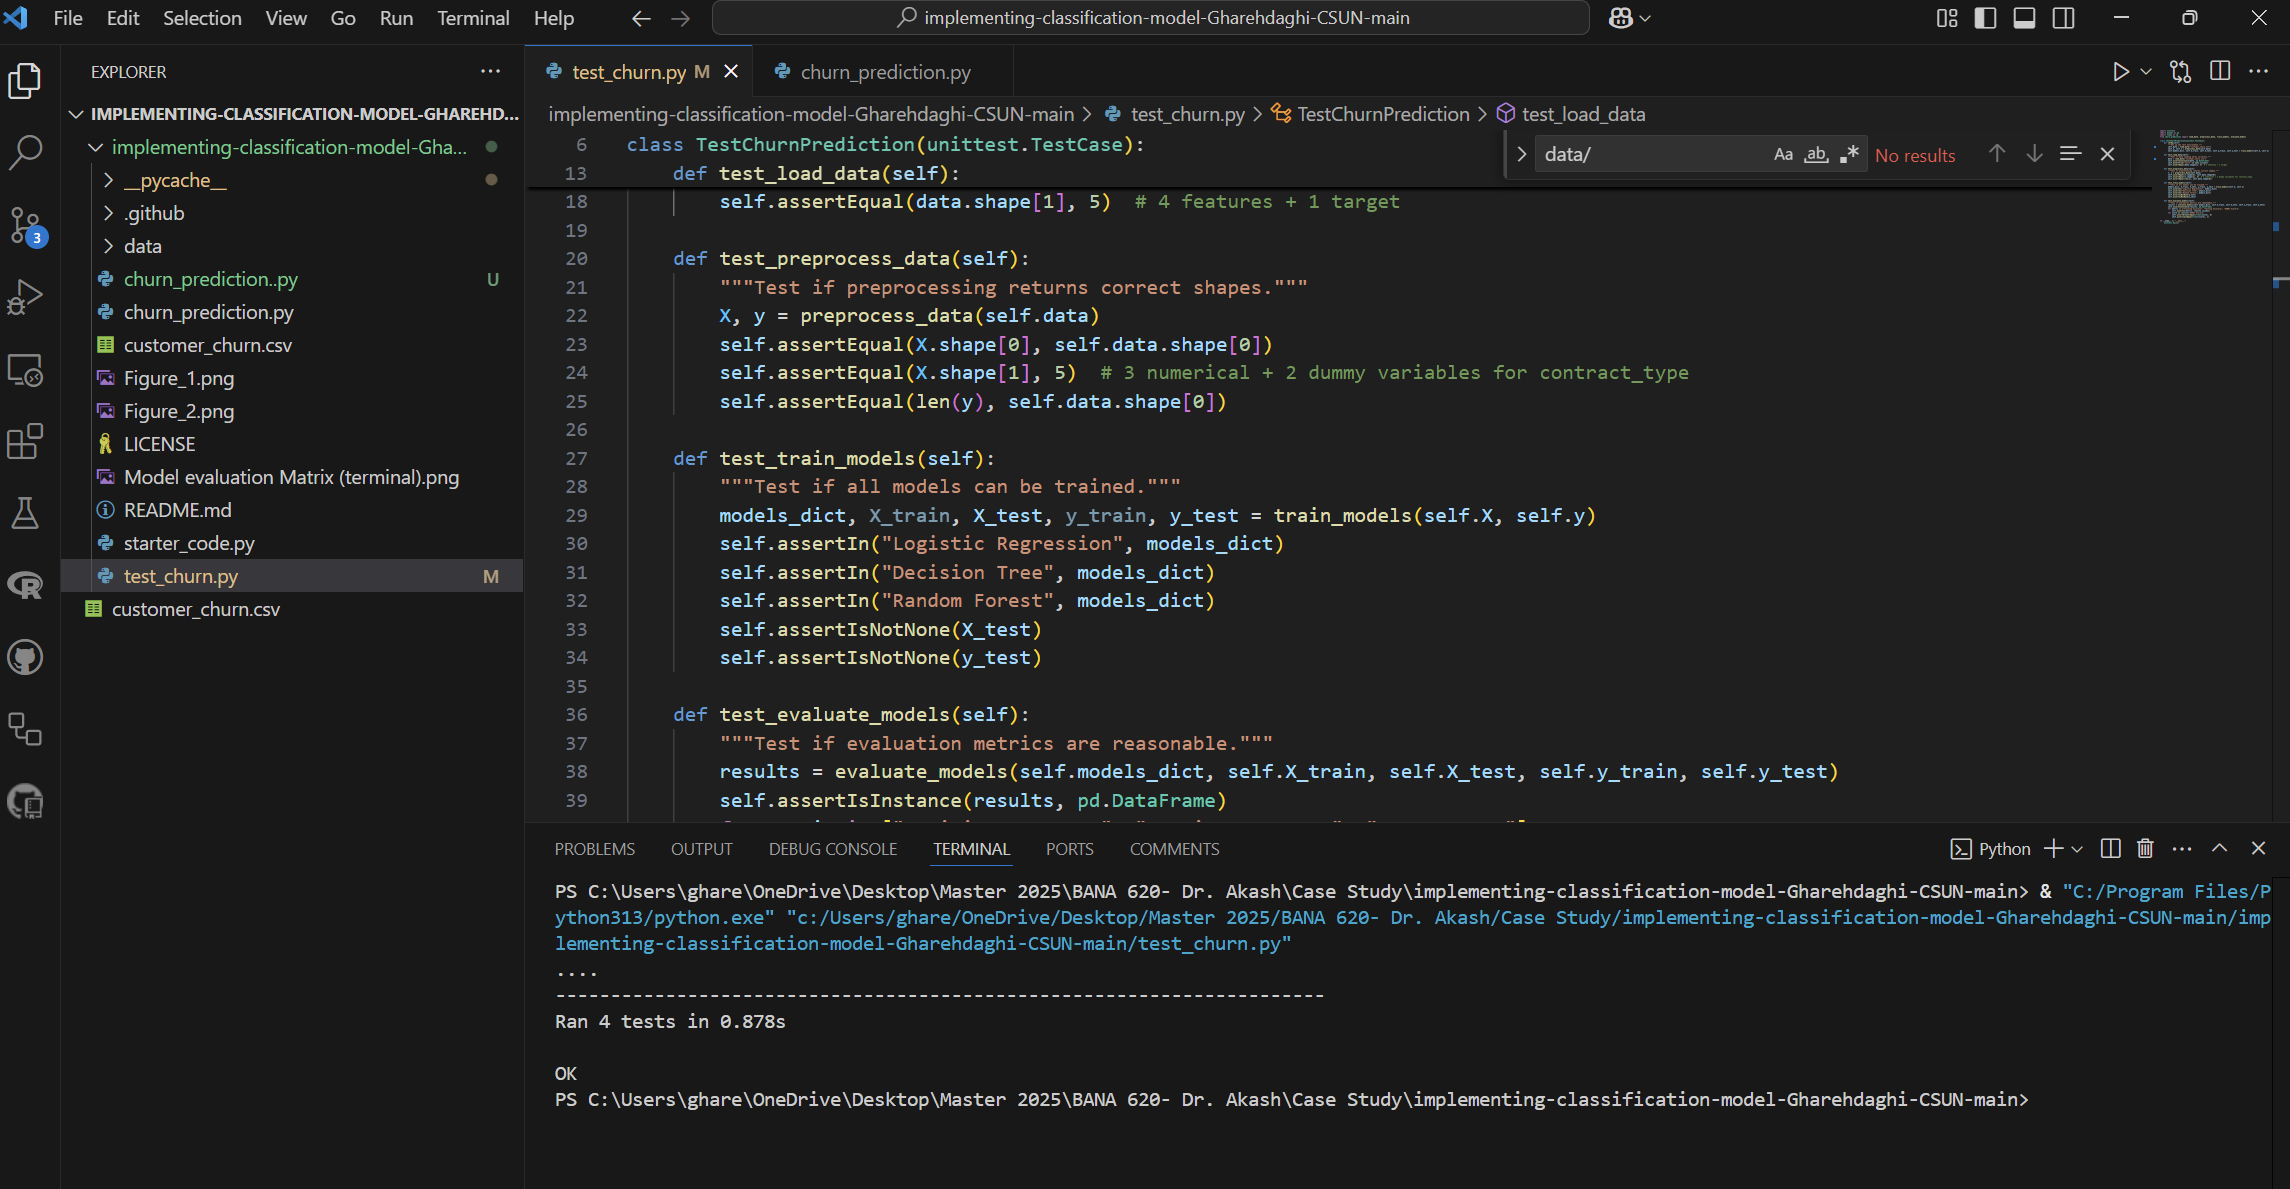 File Edit Selection View Go Run Terminal Help
implementing-classification-model-Gharehdaghi-CSUN-main
EXPLORER
IMPLEMENTING-CLASSIFICATION-MODEL-GHAREHD...
implementing-classification-model-Gha...
__pycache__
.github
data
churn_prediction..py U
churn_prediction.py
customer_churn.csv
Figure_1.png
Figure_2.png
LICENSE
Model evaluation Matrix (terminal).png
README.md
starter_code.py
test_churn.py M
customer_churn.csv
3
test_churn.py M
churn_prediction.py
implementing-classification-model-Gharehdaghi-CSUN-main > test_churn.py > TestChurnPrediction > test_load_data
data/ Aa ab .* No results
6 class TestChurnPrediction(unittest.TestCase):
13 def test_load_data(self):
18 self.assertEqual(data.shape[1], 5) # 4 features + 1 target
19
20 def test_preprocess_data(self):
21 """Test if preprocessing returns correct shapes."""
22 X, y = preprocess_data(self.data)
23 self.assertEqual(X.shape[0], self.data.shape[0])
24 self.assertEqual(X.shape[1], 5) # 3 numerical + 2 dummy variables for contract_type
25 self.assertEqual(len(y), self.data.shape[0])
26
27 def test_train_models(self):
28 """Test if all models can be trained."""
29 models_dict, X_train, X_test, y_train, y_test = train_models(self.X, self.y)
30 self.assertIn("Logistic Regression", models_dict)
31 self.assertIn("Decision Tree", models_dict)
32 self.assertIn("Random Forest", models_dict)
33 self.assertIsNotNone(X_test)
34 self.assertIsNotNone(y_test)
35
36 def test_evaluate_models(self):
37 """Test if evaluation metrics are reasonable."""
38 results = evaluate_models(self.models_dict, self.X_train, self.X_test, self.y_train, self.y_test)
39 self.assertIsInstance(results, pd.DataFrame)
PROBLEMS OUTPUT DEBUG CONSOLE TERMINAL PORTS COMMENTS
Python
PS C:\Users\ghare\OneDrive\Desktop\Master 2025\BANA 620- Dr. Akash\Case Study\implementing-classification-model-Gharehdaghi-CSUN-main> & "C:/Program Files/P
ython313/python.exe" "c:/Users/ghare/OneDrive/Desktop/Master 2025/BANA 620- Dr. Akash/Case Study/implementing-classification-model-Gharehdaghi-CSUN-main/imp
lementing-classification-model-Gharehdaghi-CSUN-main/test_churn.py"
....
----------------------------------------------------------------------
Ran 4 tests in 0.878s
OK
PS C:\Users\ghare\OneDrive\Desktop\Master 2025\BANA 620- Dr. Akash\Case Study\implementing-classification-model-Gharehdaghi-CSUN-main>